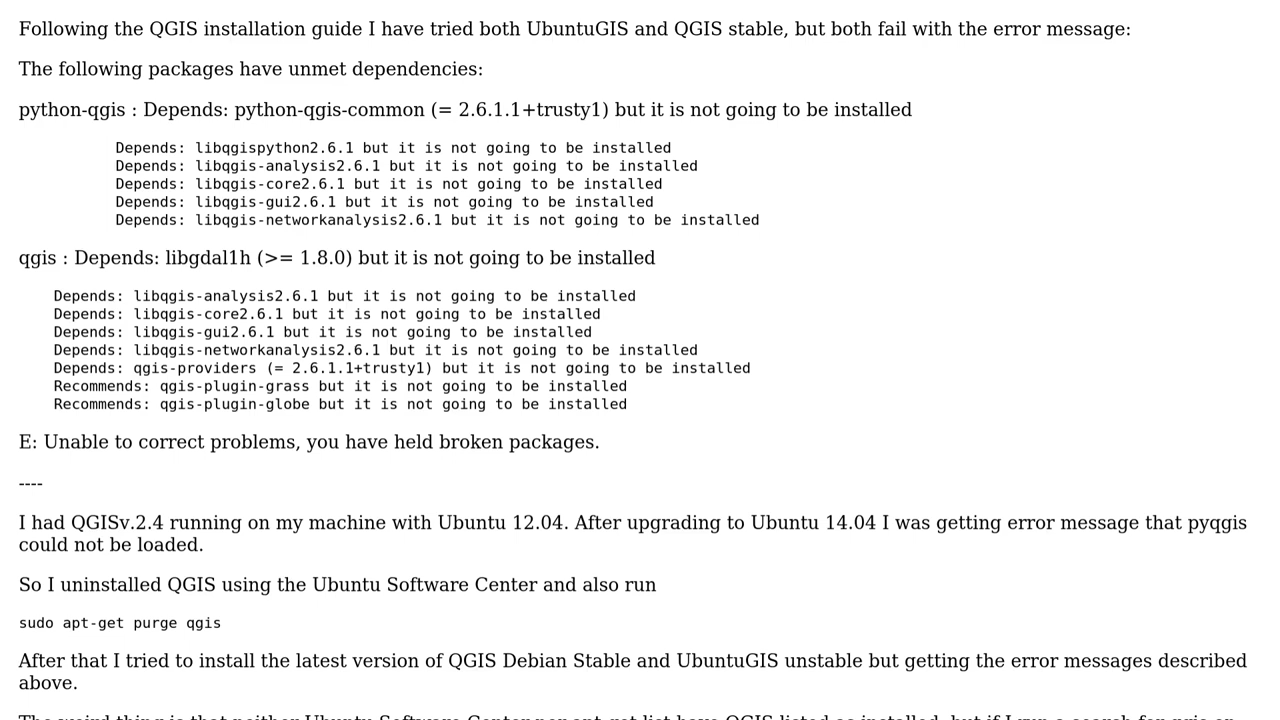 Following the QGIS installation guide I have tried both UbuntuGIS and QGIS stable, but both fail with the error message:
The following packages have unmet dependencies:
python-qgis : Depends: python-qgis-common (= 2.6.1.1+trusty1) but it is not going to be installed
Depends: libqgispython2.6.1 but it is not going to be installed
Depends: libqgis-analysis2.6.1 but it is not going to be installed
Depends: libqgis-core2.6.1 but it is not going to be installed
Depends: libqgis-gui2.6.1 but it is not going to be installed
Depends: libqgis-networkanalysis2.6.1 but it is not going to be installed
qgis : Depends: libgdal1h (>= 1.8.0) but it is not going to be installed
Depends: libqgis-analysis2.6.1 but it is not going to be installed
Depends: libqgis-core2.6.1 but it is not going to be installed
Depends: libqgis-gui2.6.1 but it is not going to be installed
Depends: libqgis-networkanalysis2.6.1 but it is not going to be installed
Depends: qgis-providers (= 2.6.1.1+trusty1) but it is not going to be installed
Recommends: qgis-plugin-grass but it is not going to be installed
Recommends: qgis-plugin-globe but it is not going to be installed
E: Unable to correct problems, you have held broken packages.
----
I had QGISv.2.4 running on my machine with Ubuntu 12.04. After upgrading to Ubuntu 14.04 I was getting error message that pyqgis
could not be loaded.
So I uninstalled QGIS using the Ubuntu Software Center and also run
sudo apt-get purge qgis
After that I tried to install the latest version of QGIS Debian Stable and UbuntuGIS unstable but getting the error messages described
above.